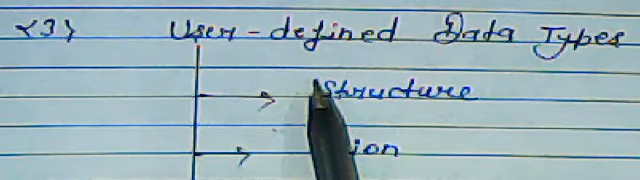 <3> User-defined Data Types
Structure
ion